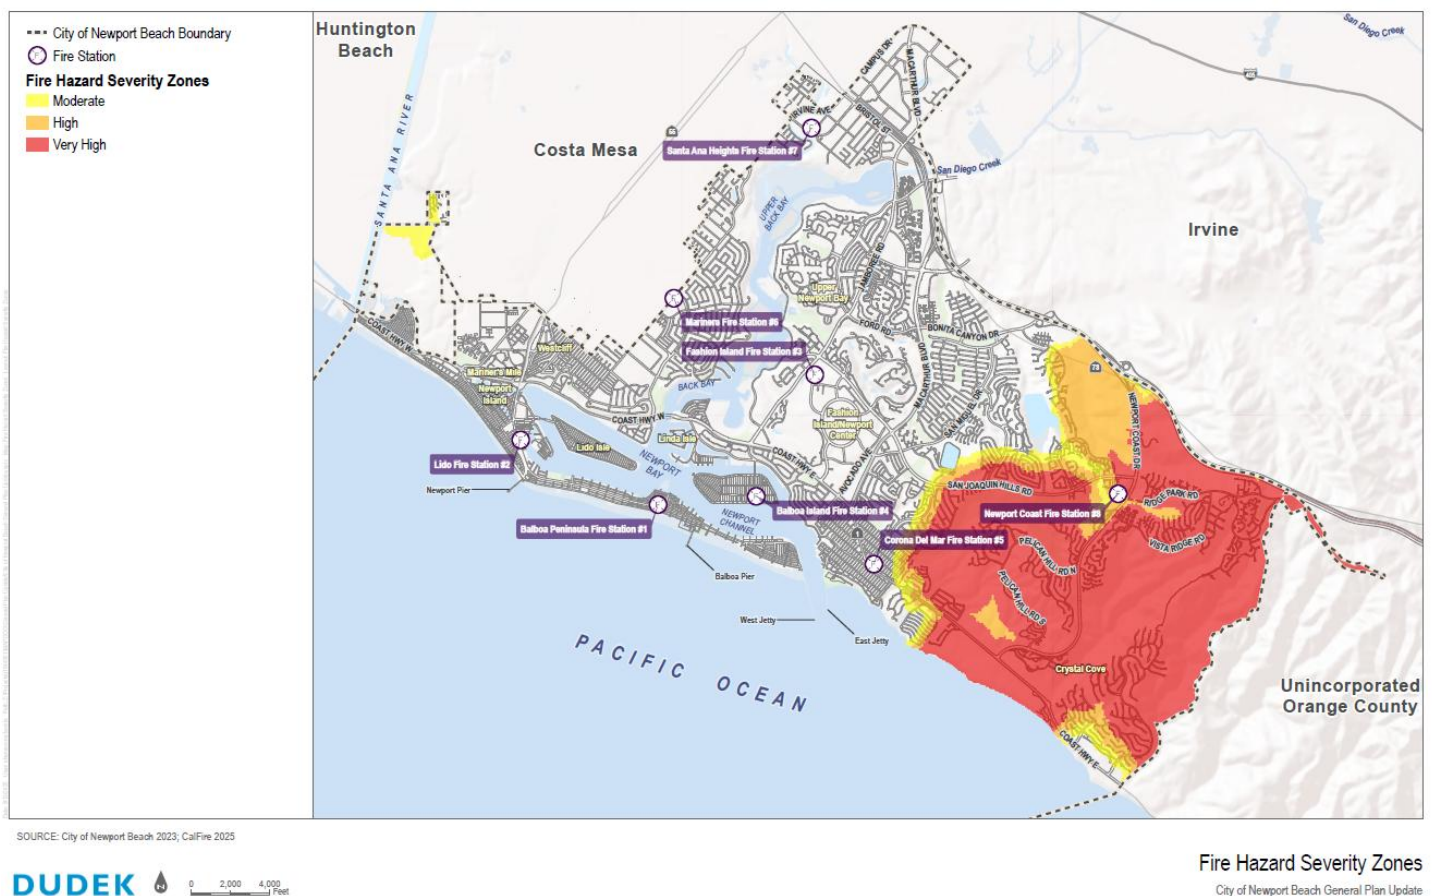 City of Newport Beach Boundary
Fire Station
Fire Hazard Severity Zones
Moderate
High
Very High
Huntington
Beach
SANTA ANA RIVER
Costa Mesa
San Diego Creek
CAMPUS DR
MACARTHUR BLVD
IRVINE AVE
BRISTOL ST
Santa Ana Heights Fire Station #7
San Diego Creek
UPPER
BACK BAY
Irvine
JAMBOREE RD
Upper
Newport Bay
Mariners Fire Station #6
FORD RD
BONITA CANYON DR
COAST HWY W
Westcliff
Fashion Island Fire Station #3
MACARTHUR BLVD
73
Mariner's Mile
Newport
Island
BACK BAY
SAN MIGUEL DR
NEWPORT COAST DR
COAST HWY W
Fashion
Island/Newport
Center
Lido Isle
Linda Isle
COAST HWY E
AVOCADO AVE
Lido Fire Station #2
NEWPORT
BAY
Newport Pier
SAN JOAQUIN HILLS RD
RIDGE PARK RD
Balboa Island Fire Station #4
Newport Coast Fire Station #8
Balboa Peninsula Fire Station #1
NEWPORT
CHANNEL
1
Corona Del Mar Fire Station #5
PELICAN HILL RD N
VISTA RIDGE RD
Balboa Pier
PELICAN HILL RD S
West Jetty
East Jetty
PACIFIC OCEAN
Crystal Cove
Unincorporated
Orange County
COAST HWY E
SOURCE: City of Newport Beach 2023; CalFire 2025
DUDEK
N
0 2,000 4,000
Feet
Fire Hazard Severity Zones
City of Newport Beach General Plan Update